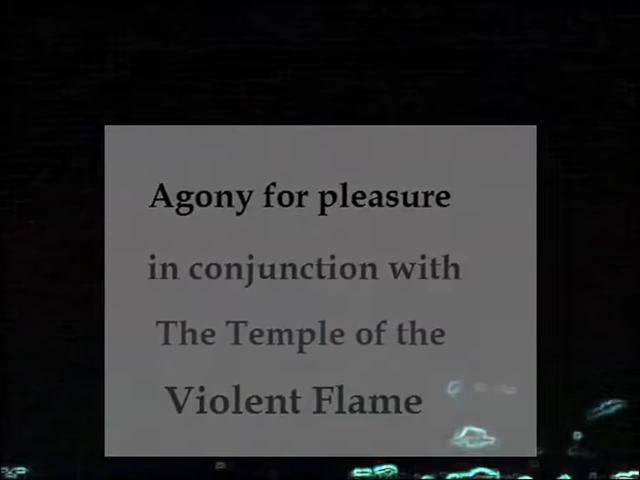 Agony for pleasure
in conjunction with
The Temple of the
Violent Flame